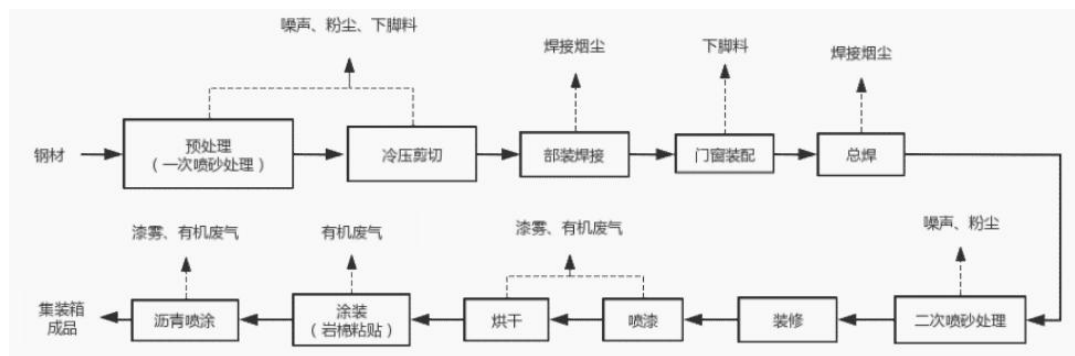 噪声、粉尘、下脚料
焊接烟尘
下脚料
焊接烟尘
钢材
预处理
（一次喷砂处理）
冷压剪切
部装焊接
门窗装配
总焊
漆雾、有机废气
有机废气
漆雾、有机废气
噪声、粉尘
集装箱
成品
沥青喷涂
涂装
（岩棉粘贴）
烘干
喷漆
装修
二次喷砂处理